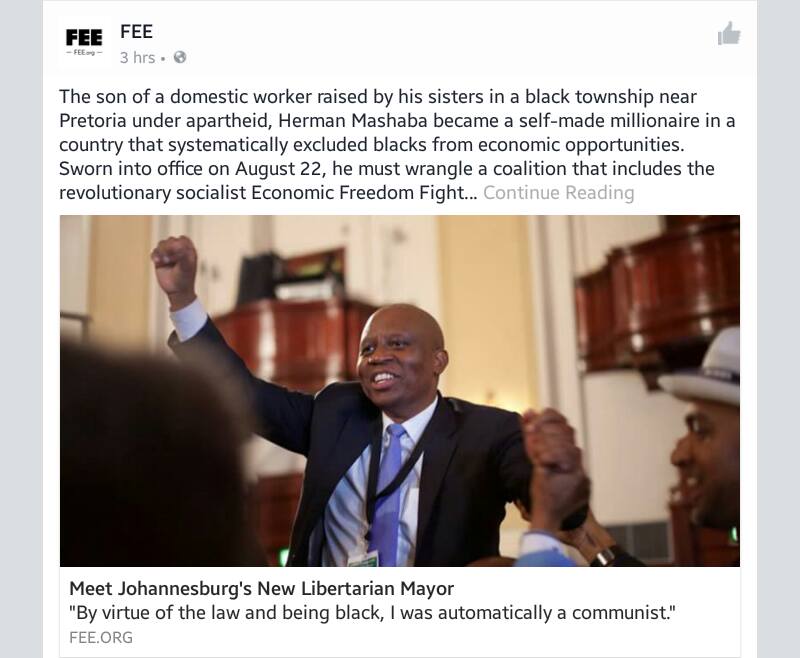 FEE
— FEE.org —
FEE
3 hrs •
The son of a domestic worker raised by his sisters in a black township near
Pretoria under apartheid, Herman Mashaba became a self-made millionaire in a
country that systematically excluded blacks from economic opportunities.
Sworn into office on August 22, he must wrangle a coalition that includes the
revolutionary socialist Economic Freedom Fight... Continue Reading
Meet Johannesburg's New Libertarian Mayor
"By virtue of the law and being black, I was automatically a communist."
FEE.ORG